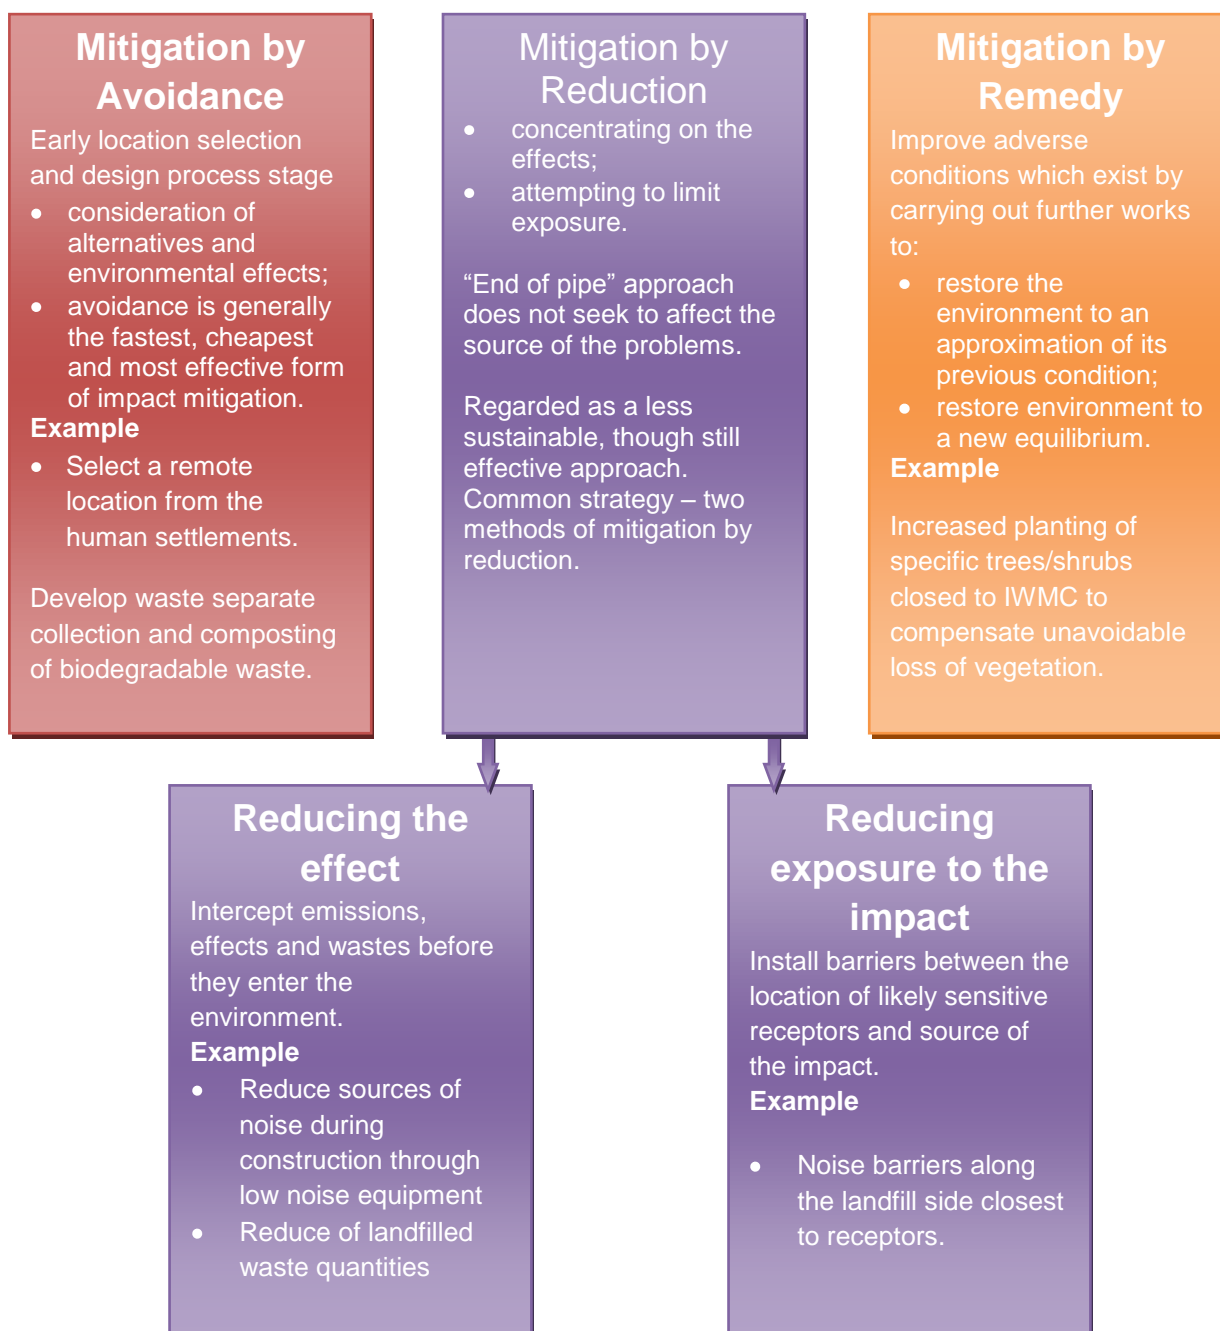 Mitigation by
Avoidance
Early location selection
and design process stage
• consideration of
alternatives and
environmental effects;
• avoidance is generally
the fastest, cheapest
and most effective form
of impact mitigation.
Example
• Select a remote
location from the
human settlements.
Develop waste separate
collection and composting
of biodegradable waste.
Mitigation by
Reduction
• concentrating on the
effects;
• attempting to limit
exposure.
“End of pipe” approach
does not seek to affect the
source of the problems.
Regarded as a less
sustainable, though still
effective approach.
Common strategy – two
methods of mitigation by
reduction.
Mitigation by
Remedy
Improve adverse
conditions which exist by
carrying out further works
to:
• restore the
environment to an
approximation of its
previous condition;
• restore environment to
a new equilibrium.
Example
Increased planting of
specific trees/shrubs
closed to IWMC to
compensate unavoidable
loss of vegetation.
Reducing the
effect
Intercept emissions,
effects and wastes before
they enter the
environment.
Example
• Reduce sources of
noise during
construction through
low noise equipment
• Reduce of landfilled
waste quantities
Reducing
exposure to the
impact
Install barriers between the
location of likely sensitive
receptors and source of
the impact.
Example
• Noise barriers along
the landfill side closest
to receptors.